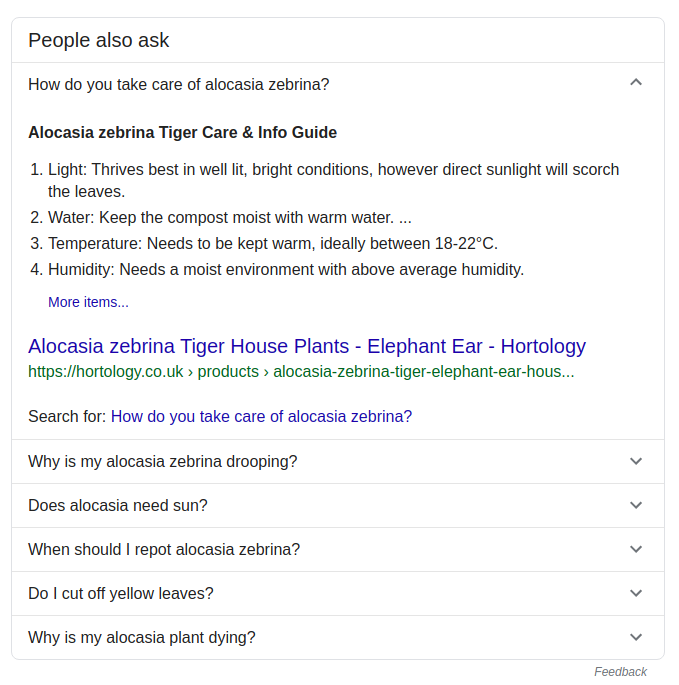 People also ask
How do you take care of alocasia zebrina?
Alocasia zebrina Tiger Care & Info Guide
1. Light: Thrives best in well lit, bright conditions, however direct sunlight will scorch
the leaves.
2. Water: Keep the compost moist with warm water. ...
3. Temperature: Needs to be kept warm, ideally between 18-22°C.
4. Humidity: Needs a moist environment with above average humidity.
More items...
Alocasia zebrina Tiger House Plants - Elephant Ear - Hortology
https://hortology.co.uk › products › alocasia-zebrina-tiger-elephant-ear-hous...
Search for: How do you take care of alocasia zebrina?
Why is my alocasia zebrina drooping?
Does alocasia need sun?
When should I repot alocasia zebrina?
Do I cut off yellow leaves?
Why is my alocasia plant dying?
Feedback